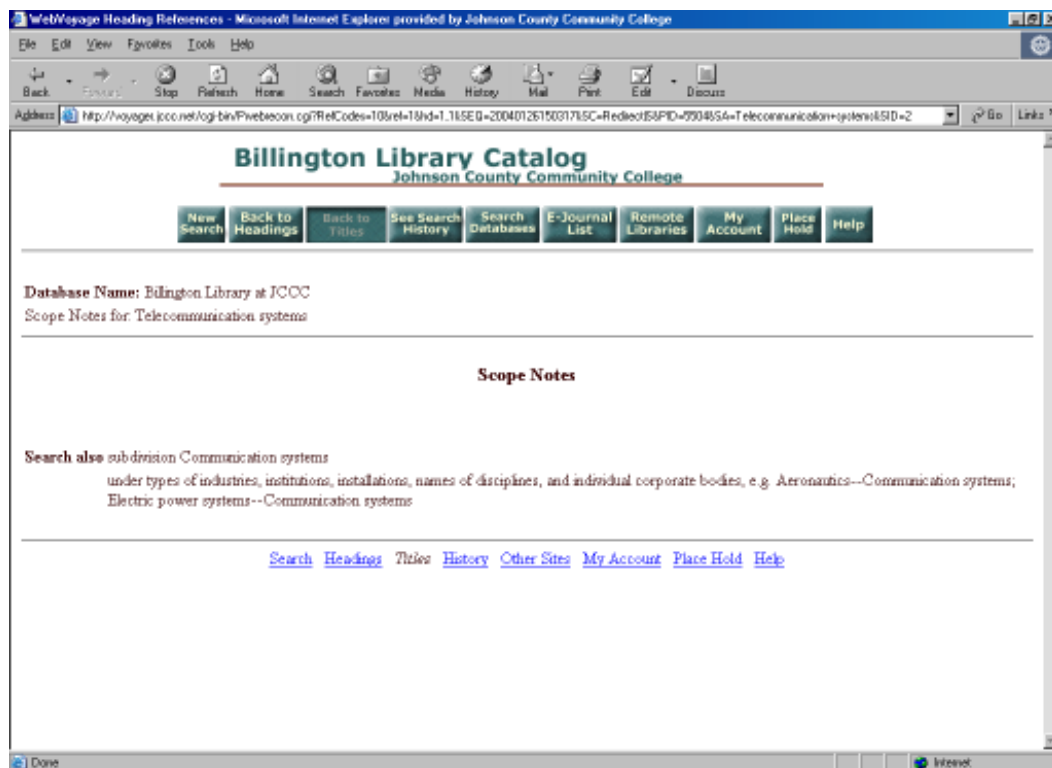 WebVoyage Heading References - Microsoft Internet Explorer provided by Johnson County Community College
File Edit View Favorites Tools Help
Back Forward Stop Refresh Home Search Favorites Media History Mail Print Edit Discuss
Address Go Links
Billington Library Catalog
Johnson County Community College
New Search Back to Headings Back to Titles See Search History Search Databases E-Journal List Remote Libraries My Account Place Hold Help
Database Name: Billington Library at JCCC
Scope Notes for: Telecommunication systems
Scope Notes
Search also subdivision Communication systems
under types of industries, institutions, installations, names of disciplines, and individual corporate bodies, e.g. Aeronautics--Communication systems;
Electric power systems--Communication systems
Search Headings Titles History Other Sites My Account Place Hold Help
Done Internet